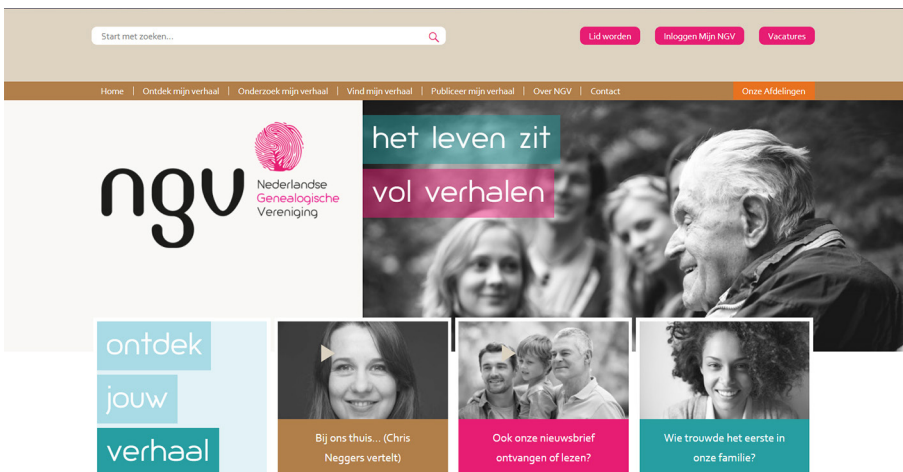 Start met zoeken...
Lid worden
Inloggen Mijn NGV
Vacatures
Home | Ontdek mijn verhaal | Onderzoek mijn verhaal | Vind mijn verhaal | Publiceer mijn verhaal | Over NGV | Contact
Onze Afdelingen
ngv
Nederlandse
Genealogische
Vereniging
het leven zit
vol verhalen
ontdek
jouw
verhaal
Bij ons thuis... (Chris
Neggers vertelt)
Ook onze nieuwsbrief
ontvangen of lezen?
Wie trouwde het eerste in
onze familie?